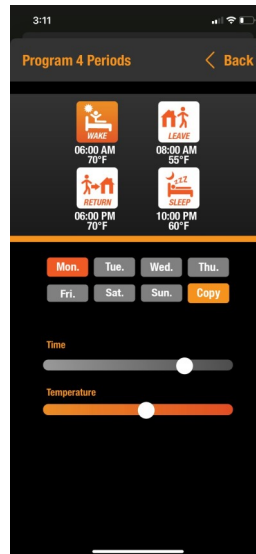 3:11
Program 4 Periods
Back
WAKE
LEAVE
06:00 AM
08:00 AM
70°F
55°F
zzz
RETURN
SLEEP
06:00 PM
10:00 PM
70°F
60°F
Mon. Tue. Wed. Thu.
Fri. Sat. Sun. Copy
Time
Temperature